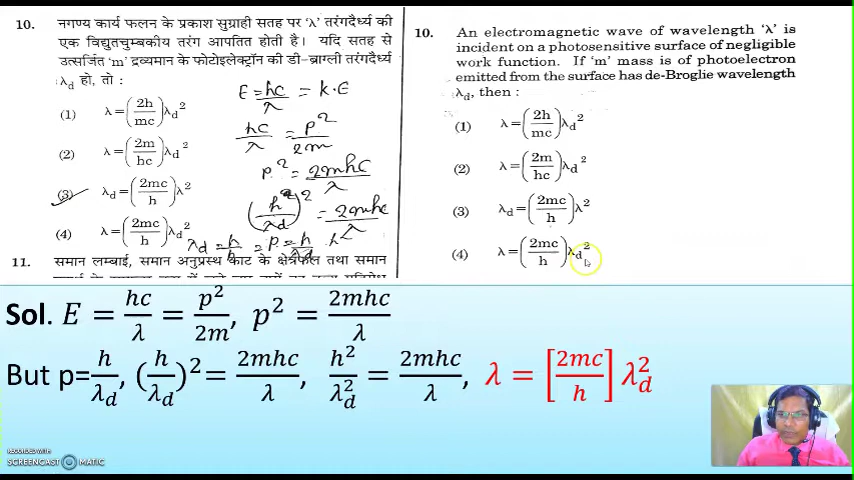 10. नगण्य कार्य फलन के प्रकाश सुग्राही सतह पर 'λ' तरंगदैर्ध्य की
एक विद्युतचुम्बकीय तरंग आपतित होती है। यदि सतह से
उत्सर्जित 'm' द्रव्यमान के फोटोइलेक्ट्रॉन की डी-ब्राग्ली तरंगदैर्ध्य
λd हो, तो :
(1) λ=(2h/mc)λd²
(2) λ=(2m/hc)λd²
(3) λd=(2mc/h)λ²
(4) λ=(2mc/h)λd²
E=hc/λ = K·E
hc/λ = p²/2m
p² = 2mhc/λ
(h/λd)² = 2mhc/λ
λd = h/p = P = h/λd
11. समान लम्बाई, समान अनुप्रस्थ काट के क्षेत्रफल तथा समान
10. An electromagnetic wave of wavelength 'λ' is
incident on a photosensitive surface of negligible
work function. If 'm' mass is of photoelectron
emitted from the surface has de-Broglie wavelength
λd, then :
(1) λ=(2h/mc)λd²
(2) λ=(2m/hc)λd²
(3) λd=(2mc/h)λ²
(4) λ=(2mc/h)λd²
Sol. E = hc/λ = p²/2m, p² = 2mhc/λ
But p=h/λd, (h/λd)²= 2mhc/λ, h²/λd² = 2mhc/λ, λ = [2mc/h] λd²
RECORDED WITH
SCREENCAST MATIC